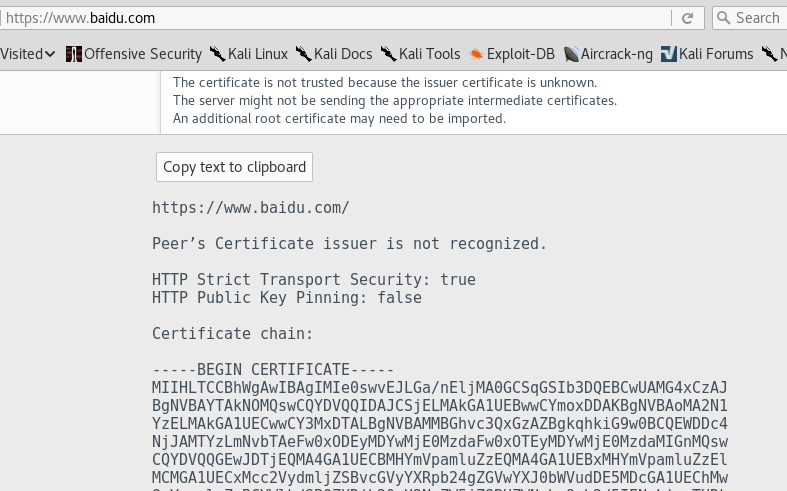 https://www.baidu.com
Search
Visited Offensive Security Kali Linux Kali Docs Kali Tools Exploit-DB Aircrack-ng Kali Forums
The certificate is not trusted because the issuer certificate is unknown.
The server might not be sending the appropriate intermediate certificates.
An additional root certificate may need to be imported.
Copy text to clipboard
https://www.baidu.com/
Peer’s Certificate issuer is not recognized.
HTTP Strict Transport Security: true
HTTP Public Key Pinning: false
Certificate chain:
-----BEGIN CERTIFICATE-----
MIIHLTCCBhWgAwIBAgIMIe0swvEJLGa/nEljMA0GCSqGSIb3DQEBCwUAMG4xCzAJ
BgNVBAYTAkNOMQswCQYDVQQIDAJCSjELMAkGA1UEBwwCYmoxDDAKBgNVBAoMA2N1
YzELMAkGA1UECwwCY3MxDTALBgNVBAMMBGhvc3QxGzAZBgkqhkiG9w0BCQEWDDc4
NjJAMTYzLmNvbTAeFw0xODEyMDYwMjE0MzdaFw0xOTEyMDYwMjE0MzdaMIGnMQsw
CQYDVQQGEwJDTjEQMA4GA1UECBMHYmVpamluZzEQMA4GA1UEBxMHYmVpamluZzEl
MCMGA1UECxMcc2VydmljZSBvcGVyYXRpb24gZGVwYXJ0bWVudDE5MDcGA1UEChMw